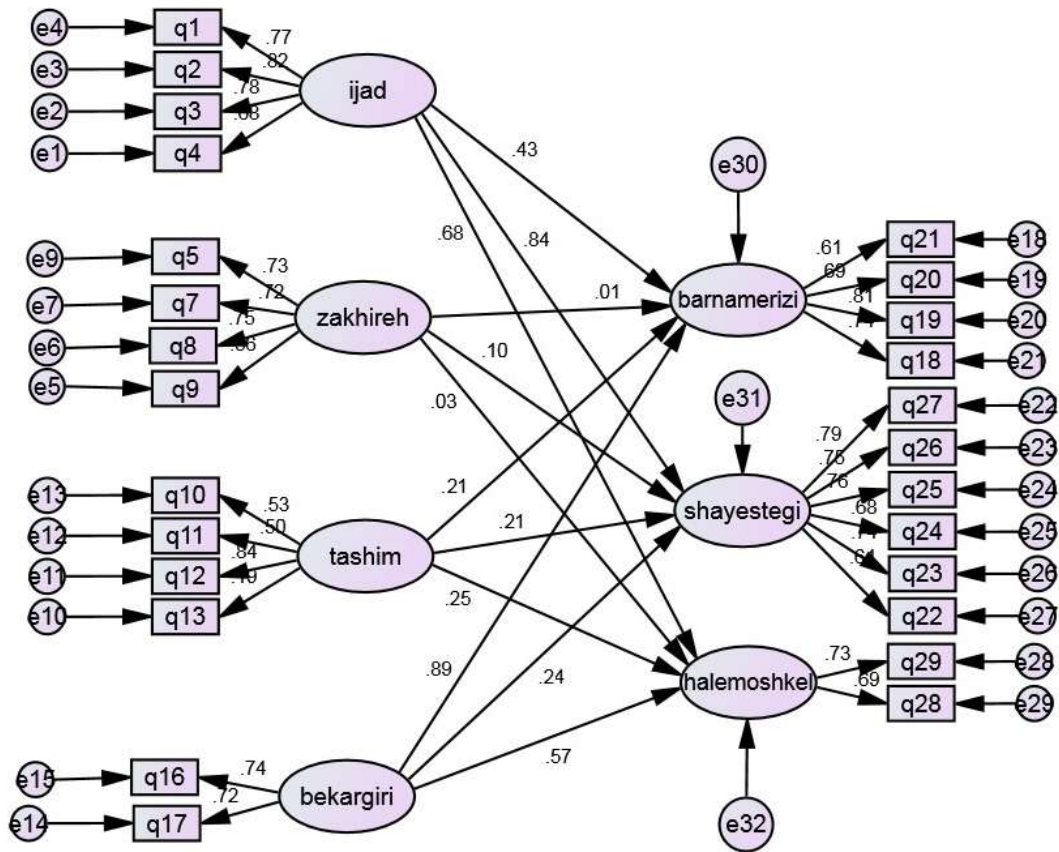 e4 q1 .77
e3 q2 .82
e2 q3 .78
e1 q4 .68
ijad
.43
.68
.84
e30
e9 q5 .73
e7 q7 .72
e6 q8 .75
e5 q9
zakhireh
.01
.10
.03
barnamerizi
.61 q21 e18
.69 q20 e19
.81 q19 e20
q18 e21
e31
e13 q10 .53
e12 q11 .50
e11 q12 .84
e10 q13
tashim
.21
.21
.25
shayestegi
.79 q27 e22
.75 q26 e23
.76 q25 e24
.68 q24 e25
q23 e26
q22 e27
.89
.24
.57
halemoshkel
.73 q29 e28
.69 q28 e29
e15 q16 .74
e14 q17 .72
bekargiri
e32